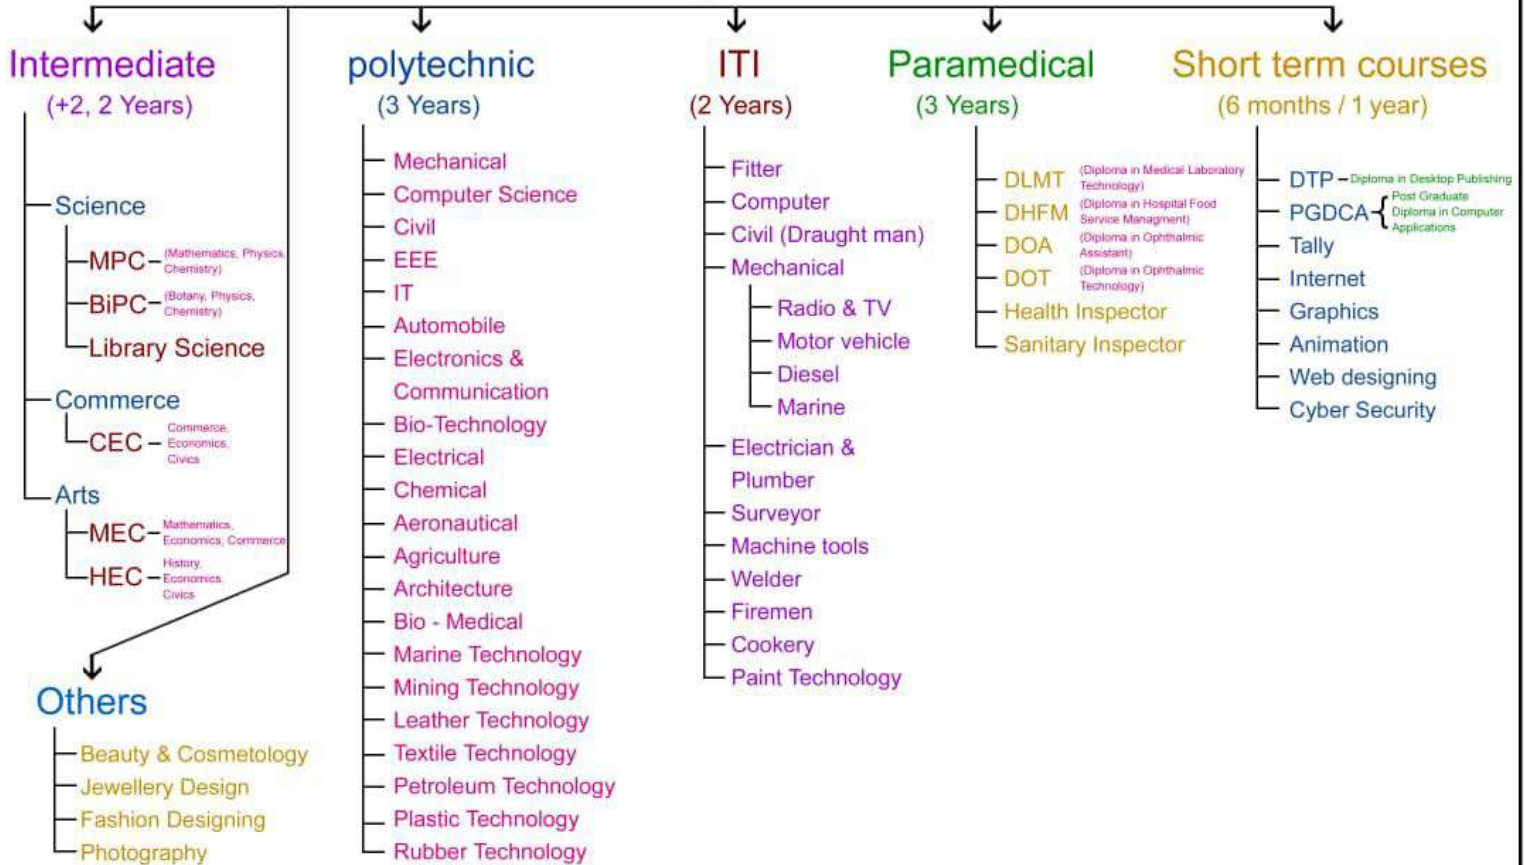 Intermediate
(+2, 2 Years)
Science
MPC
(Mathematics, Physics,
Chemistry)
BiPC
(Botany, Physics,
Chemistry)
Library Science
Commerce
CEC
Commerce,
Economics,
Civics
Arts
MEC
Mathematics,
Economics, Commerce
HEC
History,
Economics,
Civics
Others
Beauty & Cosmetology
Jewellery Design
Fashion Designing
Photography
polytechnic
(3 Years)
Mechanical
Computer Science
Civil
EEE
IT
Automobile
Electronics &
Communication
Bio-Technology
Electrical
Chemical
Aeronautical
Agriculture
Architecture
Bio - Medical
Marine Technology
Mining Technology
Leather Technology
Textile Technology
Petroleum Technology
Plastic Technology
Rubber Technology
ITI
(2 Years)
Fitter
Computer
Civil (Draught man)
Mechanical
Radio & TV
Motor vehicle
Diesel
Marine
Electrician &
Plumber
Surveyor
Machine tools
Welder
Firemen
Cookery
Paint Technology
Paramedical
(3 Years)
DLMT
(Diploma in Medical Laboratory
Technology)
DHFM
(Diploma in Hospital Food
Service Managment)
DOA
(Diploma in Ophthalmic
Assistant)
DOT
(Diploma in Ophthalmic
Technology)
Health Inspector
Sanitary Inspector
Short term courses
(6 months / 1 year)
DTP
Diploma in Desktop Publishing
PGDCA
Post Graduate
Diploma in Computer
Applications
Tally
Internet
Graphics
Animation
Web designing
Cyber Security